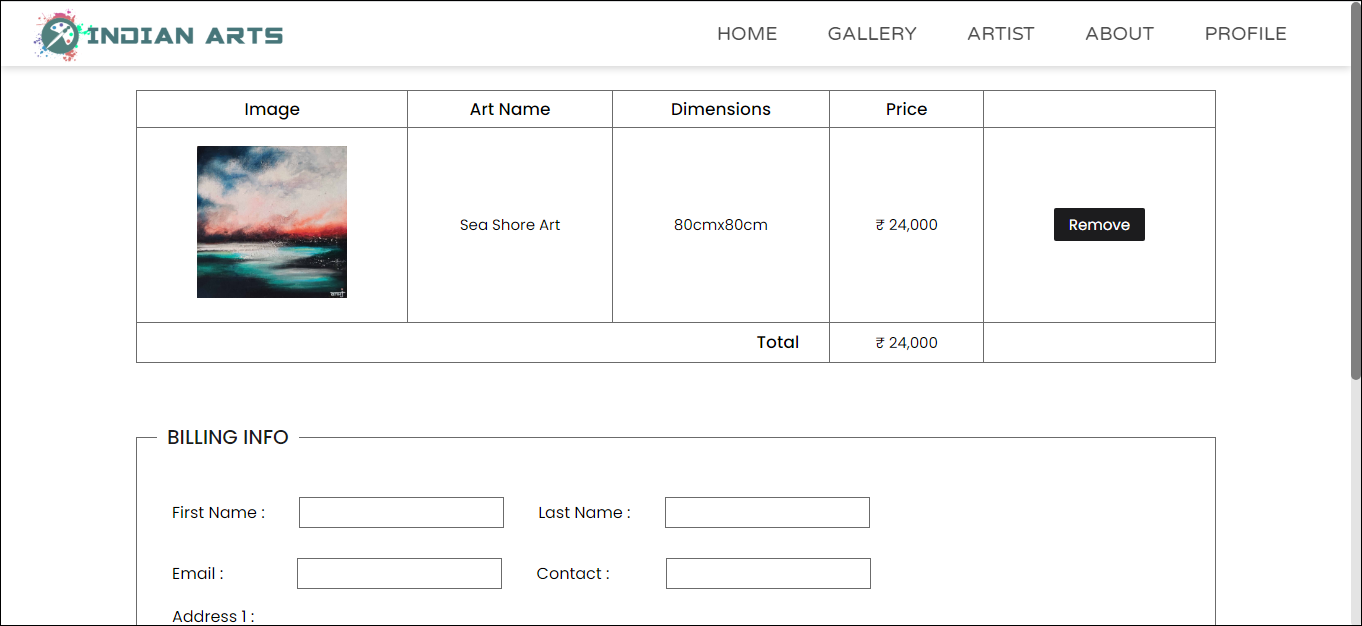 INDIAN ARTS
HOME GALLERY ARTIST ABOUT PROFILE
Image Art Name Dimensions Price
Sea Shore Art 80cmx80cm ₹ 24,000 Remove
Total ₹ 24,000
BILLING INFO
First Name : Last Name :
Email : Contact :
Address 1 :